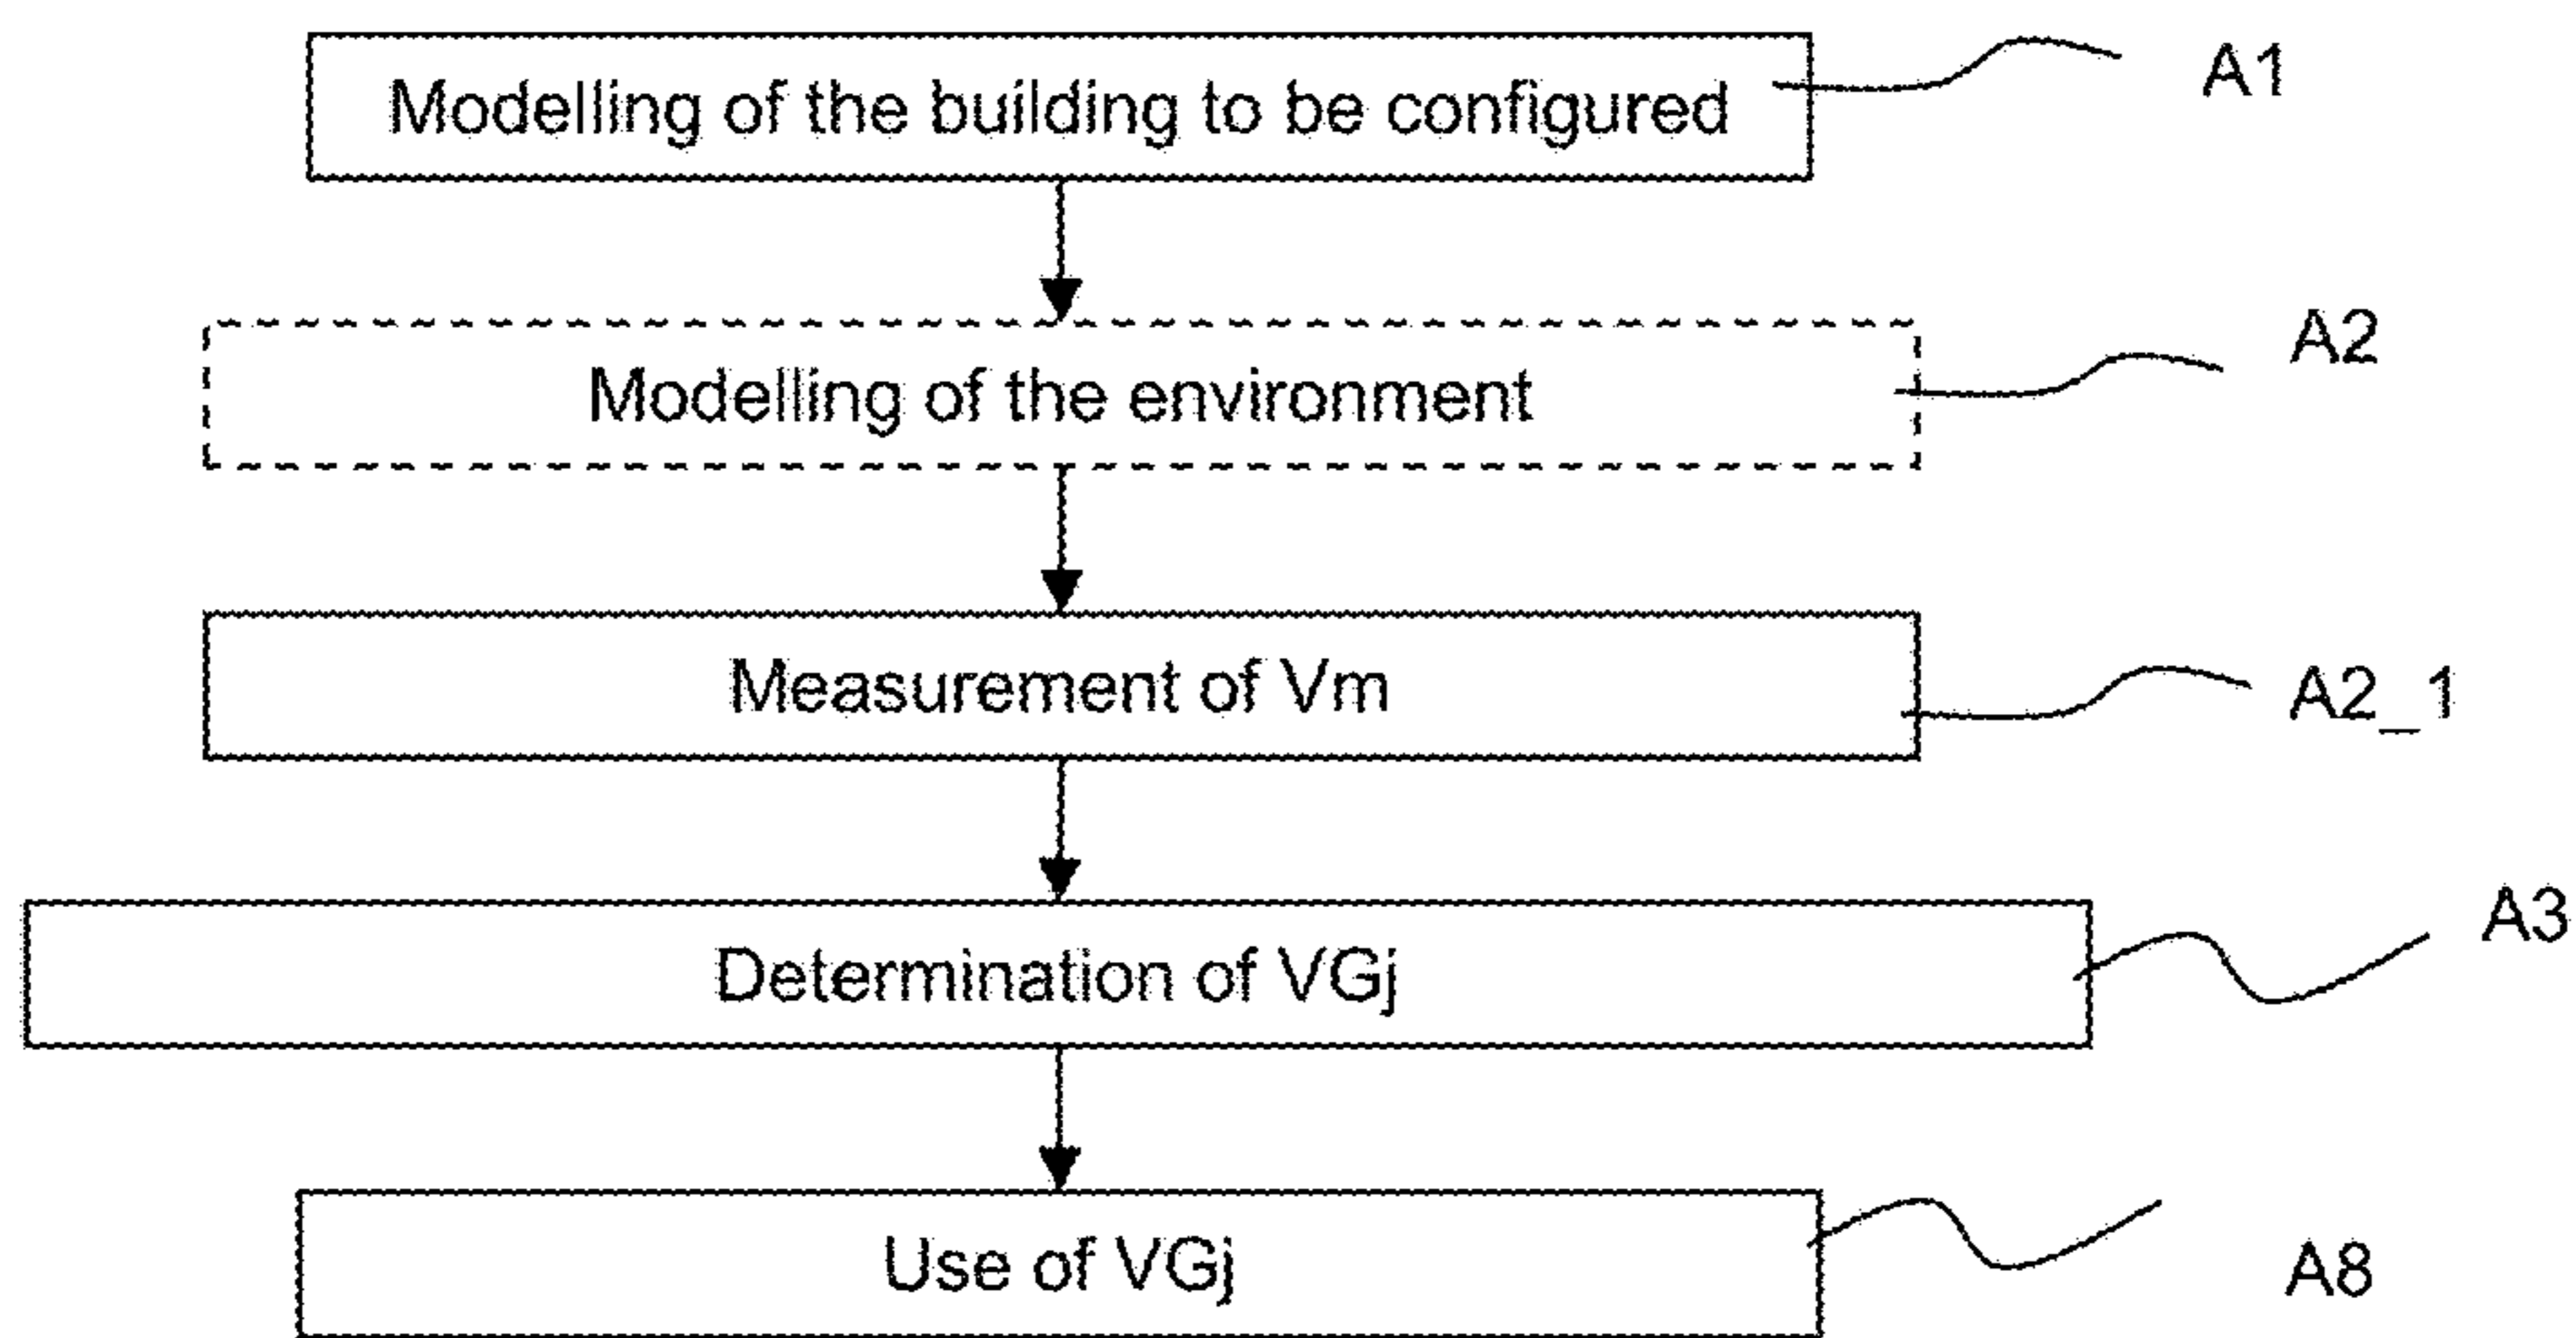 Modelling of the building to be configured
A1
Modelling of the environment
A2
Measurement of Vm
A2_1
Determination of VGj
A3
Use of VGj
A8